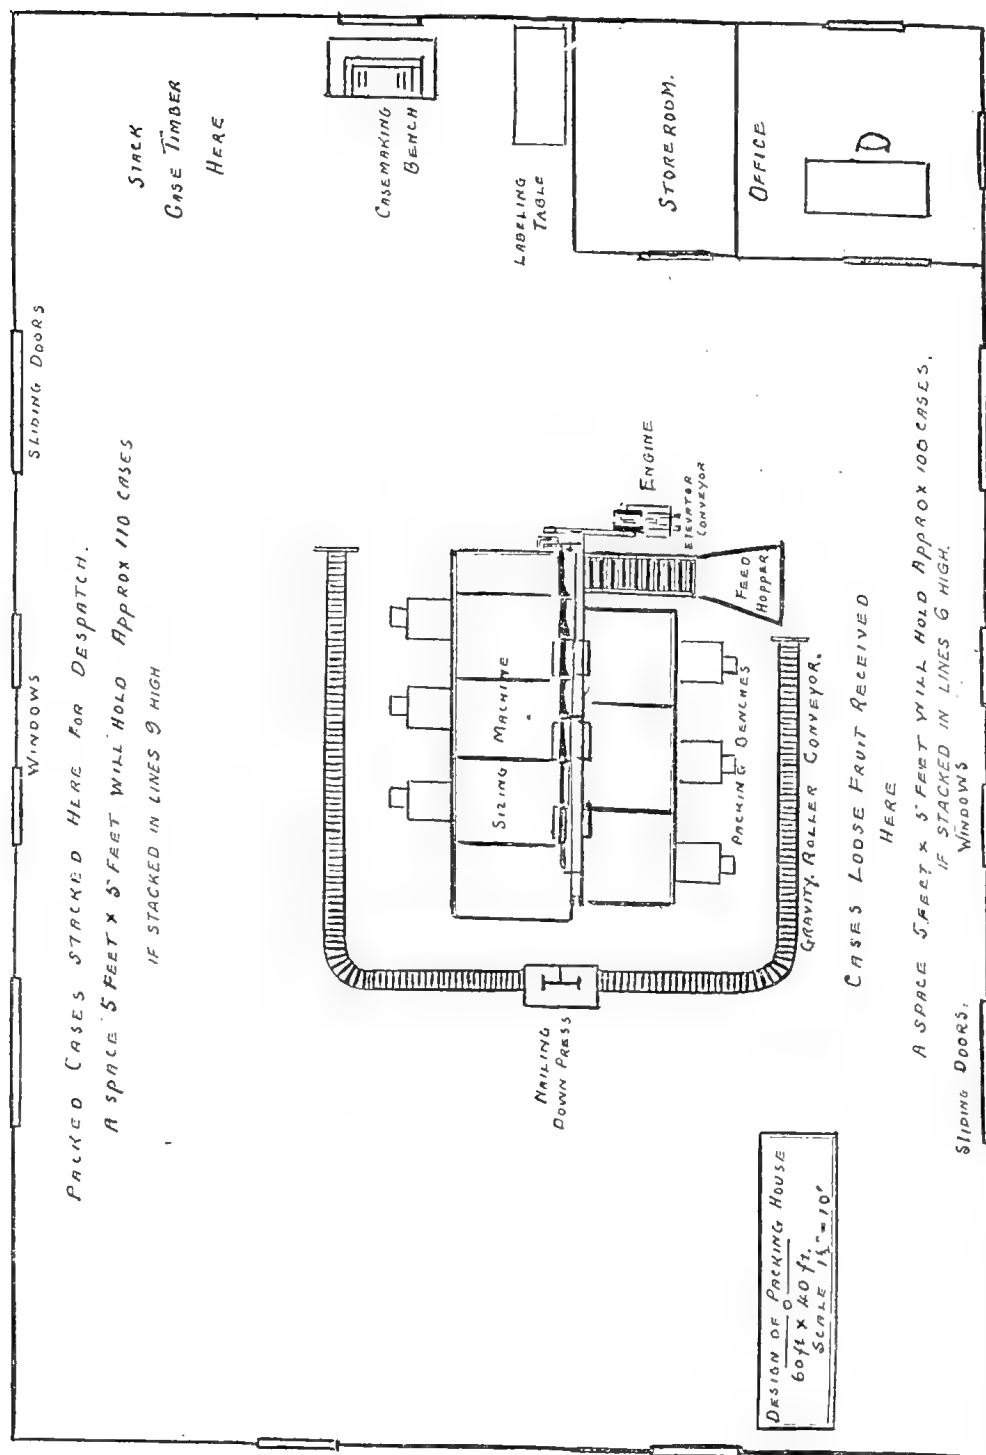 STACK
CASE TIMBER
HERE
CASEMAKING
BENCH
LABELING
TABLE
STOREROOM.
OFFICE
SLIDING DOORS
WINDOWS
PACKED CASES STACKED HERE FOR DESPATCH.
A SPACE 5 FEET X 5 FEET WILL HOLD APPROX 110 CASES
IF STACKED IN LINES 9 HIGH
ENGINE
ELEVATOR
CONVEYOR
FEED
HOPPER
SIZING MACHINE
PACKING BENCHES
GRAVITY. ROLLER CONVEYOR.
NAILING
DOWN PRESS
CASES LOOSE FRUIT RECEIVED
HERE
A SPACE 5 FEET X 5 FEET WILL HOLD APPROX 100 CASES.
IF STACKED IN LINES 6 HIGH.
WINDOWS
SLIDING DOORS.
DESIGN OF PACKING HOUSE
60ft X 40 ft.
SCALE = 10'